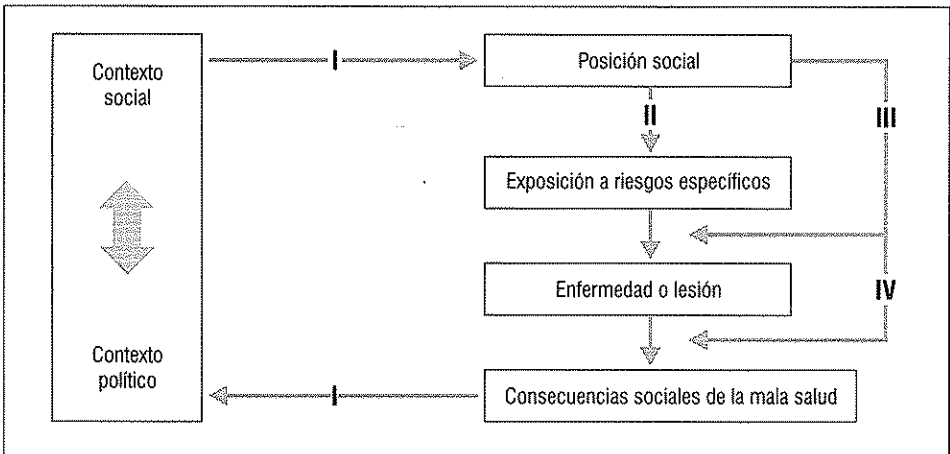 Contexto
social
I
Posición social
II
III
Exposición a riesgos específicos
Enfermedad o lesión
IV
Contexto
político
I
Consecuencias sociales de la mala salud